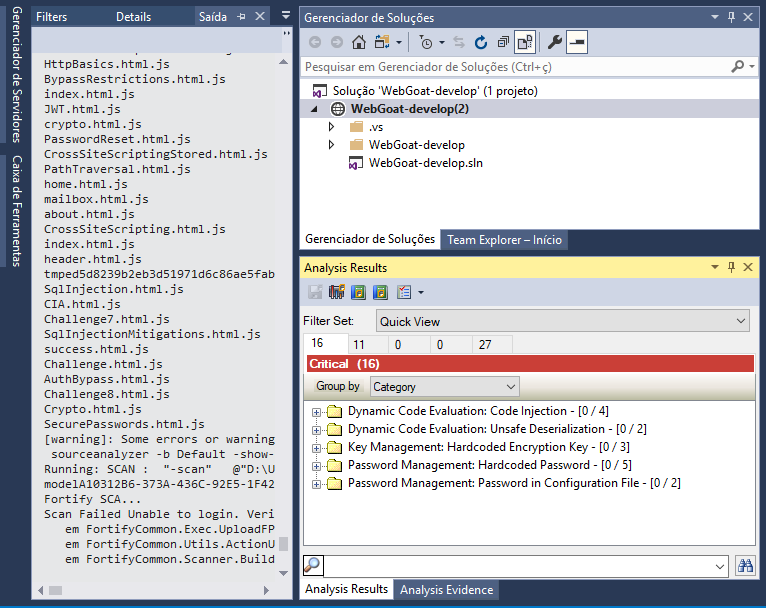 Gerenciador de Servidores
Caixa de Ferramentas
Filters
Details
Saída
HttpBasics.html.js
BypassRestrictions.html.js
index.html.js
JWT.html.js
crypto.html.js
PasswordReset.html.js
CrossSiteScriptingStored.html.js
PathTraversal.html.js
home.html.js
mailbox.html.js
about.html.js
CrossSiteScripting.html.js
index.html.js
header.html.js
tmped5d8239b2eb3d51971d6c86ae5fab
SqlInjection.html.js
CIA.html.js
Challenge7.html.js
SqlInjectionMitigations.html.js
success.html.js
Challenge.html.js
AuthBypass.html.js
Challenge8.html.js
Crypto.html.js
SecurePasswords.html.js
[warning]: Some errors or warning
sourceanalyzer -b Default -show-
Running: SCAN : "-scan" @"D:\U
mode1A10312B6-373A-436C-92E5-1F42
Fortify SCA...
Scan Failed Unable to login. Veri
em FortifyCommon.Exec.UploadFP
em FortifyCommon.Utils.ActionU
em FortifyCommon.Scanner.Build
Gerenciador de Soluções
Pesquisar em Gerenciador de Soluções (Ctrl+ç)
Solução 'WebGoat-develop' (1 projeto)
WebGoat-develop(2)
.vs
WebGoat-develop
WebGoat-develop.sln
Gerenciador de Soluções
Team Explorer – Início
Analysis Results
Filter Set:
Quick View
16 11 0 0 27
Critical (16)
Group by
Category
Dynamic Code Evaluation: Code Injection - [0 / 4]
Dynamic Code Evaluation: Unsafe Deserialization - [0 / 2]
Key Management: Hardcoded Encryption Key - [0 / 3]
Password Management: Hardcoded Password - [0 / 5]
Password Management: Password in Configuration File - [0 / 2]
Analysis Results
Analysis Evidence